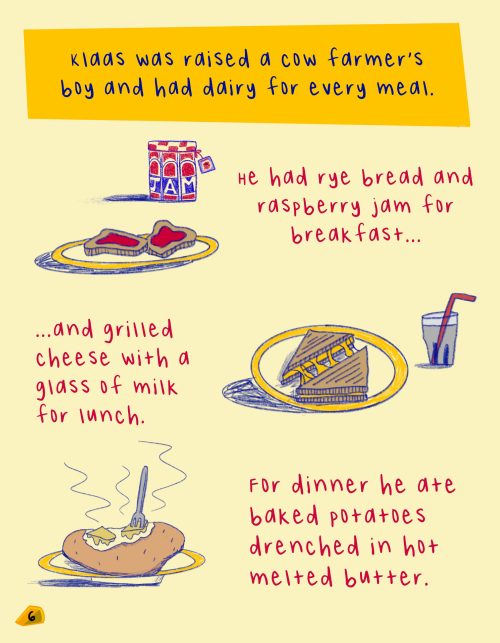 Klaas was raised a cow farmer's
boy and had dairy for every meal.
JAM
He had rye bread and
raspberry jam for
breakfast...
...and grilled
cheese with a
glass of milk
for lunch.
For dinner he ate
baked potatoes
drenched in hot
melted butter.
6